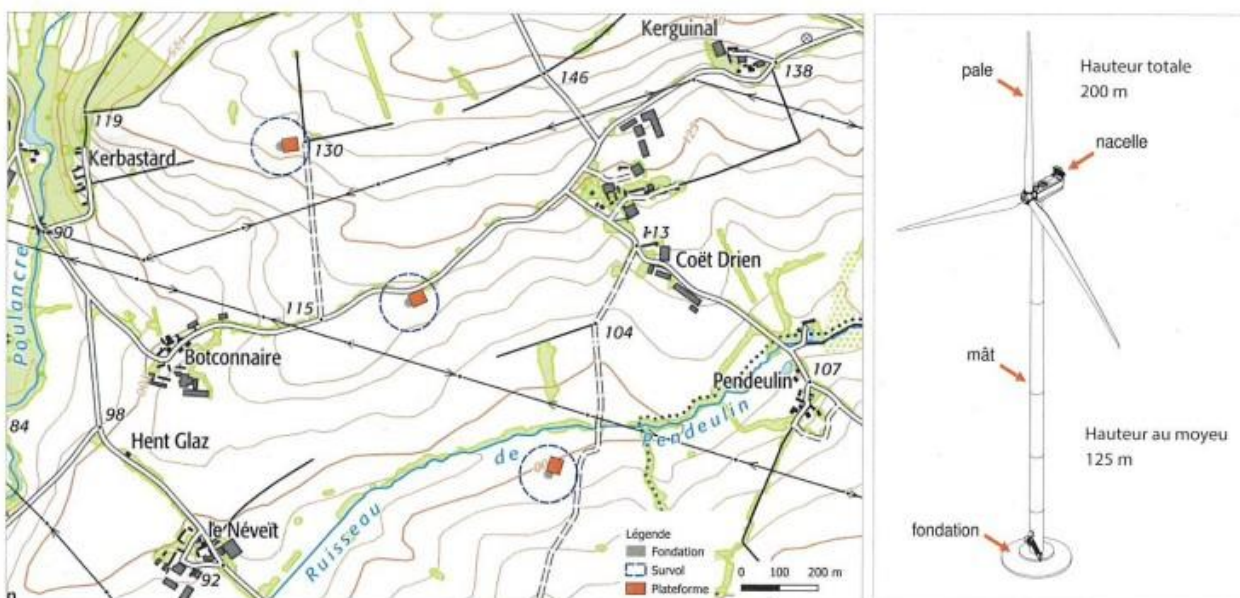 Kerguinal
146
138
119
125
130
Kerbastard
90
113
Coët Drien
115
104
Poulancre
Botconnaire
Pendeulin
107
98
84
Hent Glaz
Ruisseau de Pendeulin
le Néveït
92
Légende
Fondation
Survol
Plateforme
0 100 200 m
pale
Hauteur totale
200 m
nacelle
mât
Hauteur au moyeu
125 m
fondation